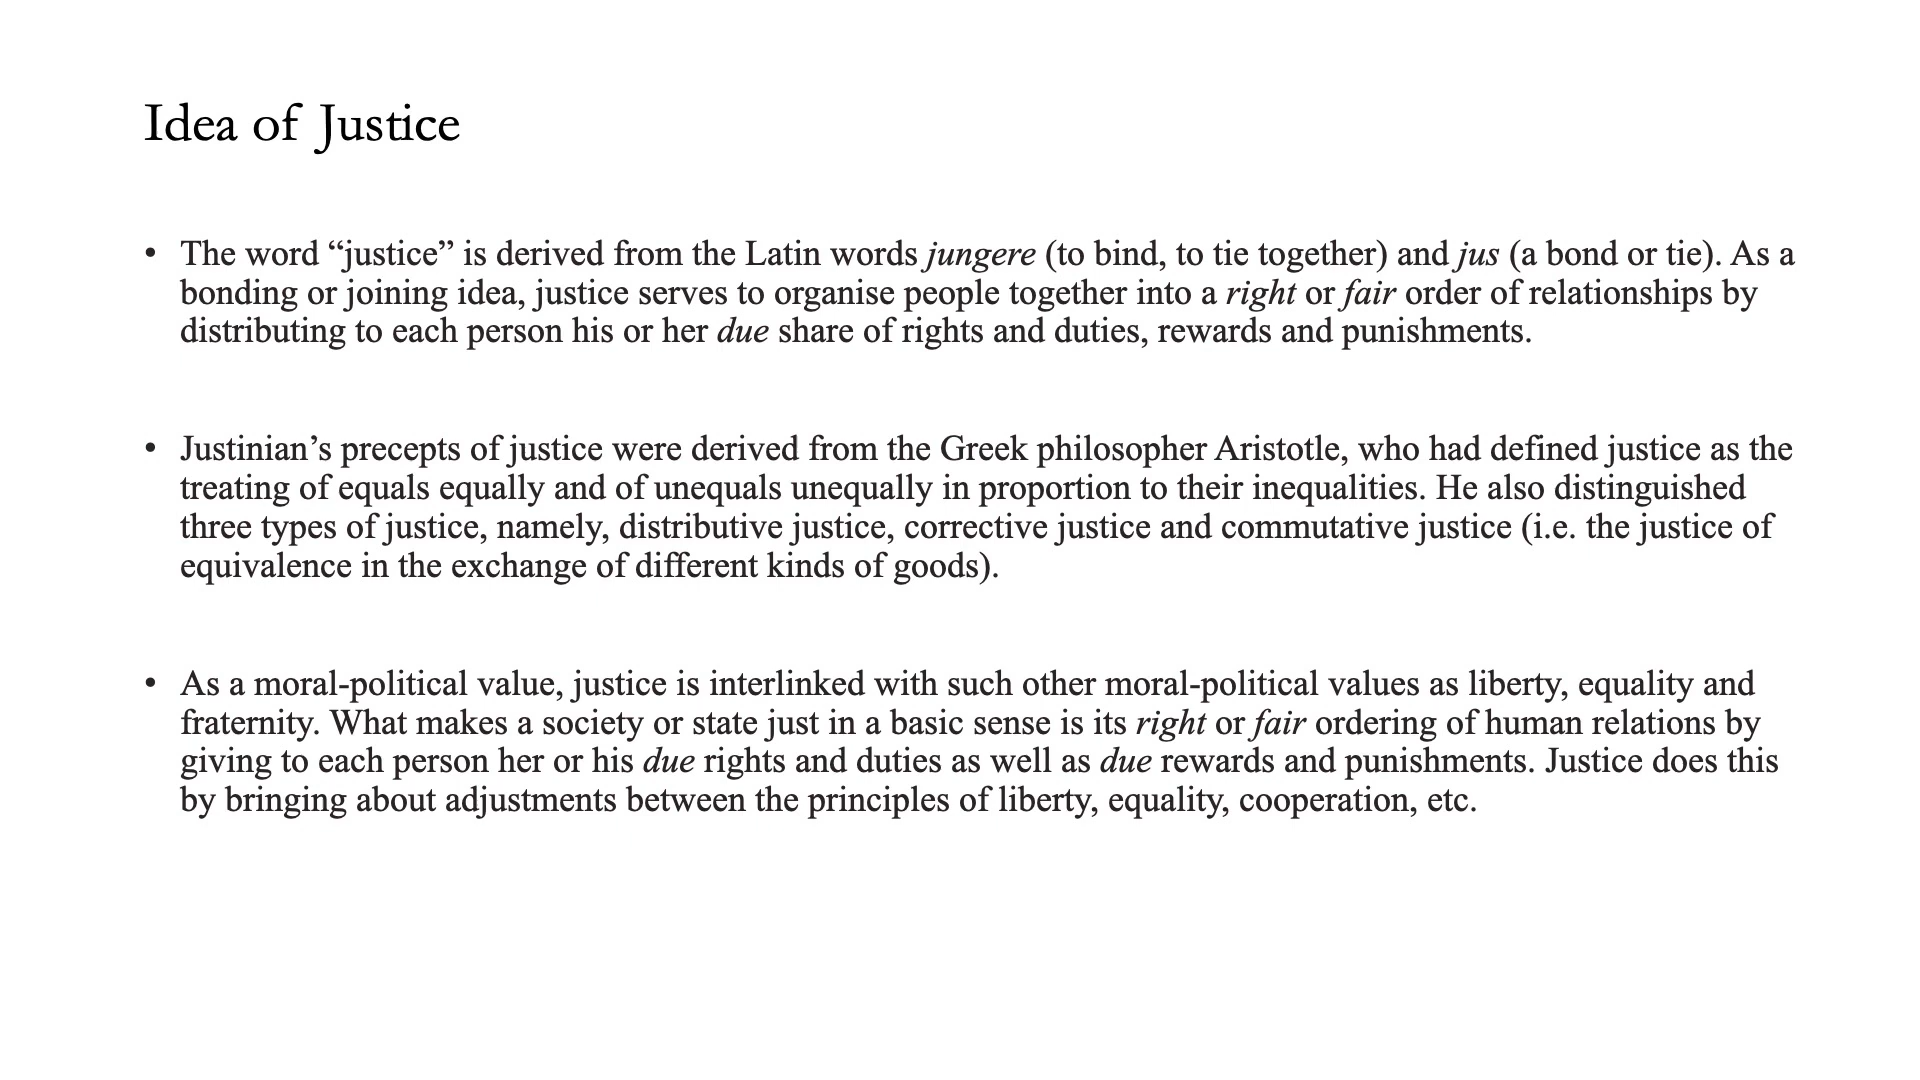 Idea of Justice
• The word “justice” is derived from the Latin words jungere (to bind, to tie together) and jus (a bond or tie). As a
bonding or joining idea, justice serves to organise people together into a right or fair order of relationships by
distributing to each person his or her due share of rights and duties, rewards and punishments.
• Justinian’s precepts of justice were derived from the Greek philosopher Aristotle, who had defined justice as the
treating of equals equally and of unequals unequally in proportion to their inequalities. He also distinguished
three types of justice, namely, distributive justice, corrective justice and commutative justice (i.e. the justice of
equivalence in the exchange of different kinds of goods).
• As a moral-political value, justice is interlinked with such other moral-political values as liberty, equality and
fraternity. What makes a society or state just in a basic sense is its right or fair ordering of human relations by
giving to each person her or his due rights and duties as well as due rewards and punishments. Justice does this
by bringing about adjustments between the principles of liberty, equality, cooperation, etc.